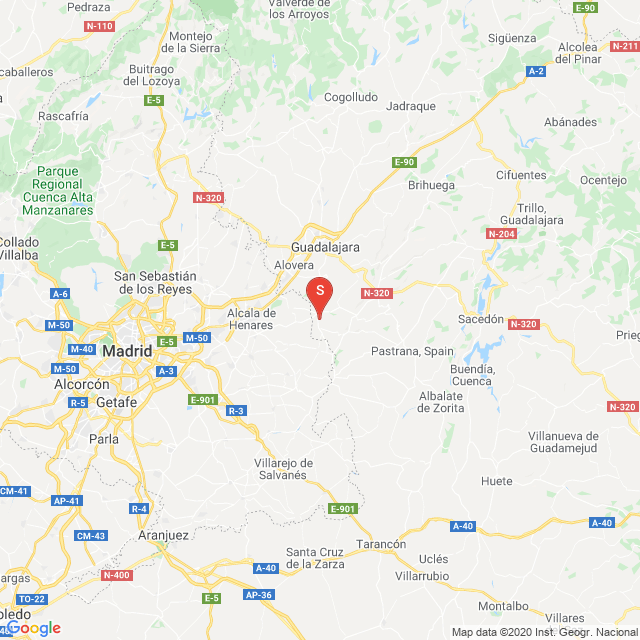 Pedraza
N-110
Valverde de
los Arroyos
E-90
Montejo
de la Sierra
Sigüenza
N-211
Alcolea
del Pinar
caballeros
Buitrago
del Lozoya
A-2
E-5
Cogolludo
Jadraque
Rascafría
Abánades
Parque
Regional
Cuenca Alta
Manzanares
E-90
Cifuentes
Ocentejo
Brihuega
N-320
Trillo,
Guadalajara
N-204
Collado
Villalba
E-5
Guadalajara
Alovera
San Sebastián
de los Reyes
A-6
S
N-320
Alcala de
Henares
Sacedón
N-320
M-50
M-50
Prieg
E-5
M-40
Madrid
Pastrana, Spain
M-50
A-3
Buendía,
Cuenca
Alcorcón
R-5
Getafe
E-901
Albalate
de Zorita
R-3
N-320
Parla
Villanueva de
Guadamejud
Villarejo de
Salvanés
Huete
CM-41
AP-41
R-4
E-901
A-40
A-40
CM-43
Aranjuez
Santa Cruz
de la Zarza
Tarancón
Uclés
A-40
Villarrubio
N-400
argas
TO-22
AP-36
E-5
Montalbo
oledo
Villares
Google
Map data ©2020 Inst. Geogr. Nacional